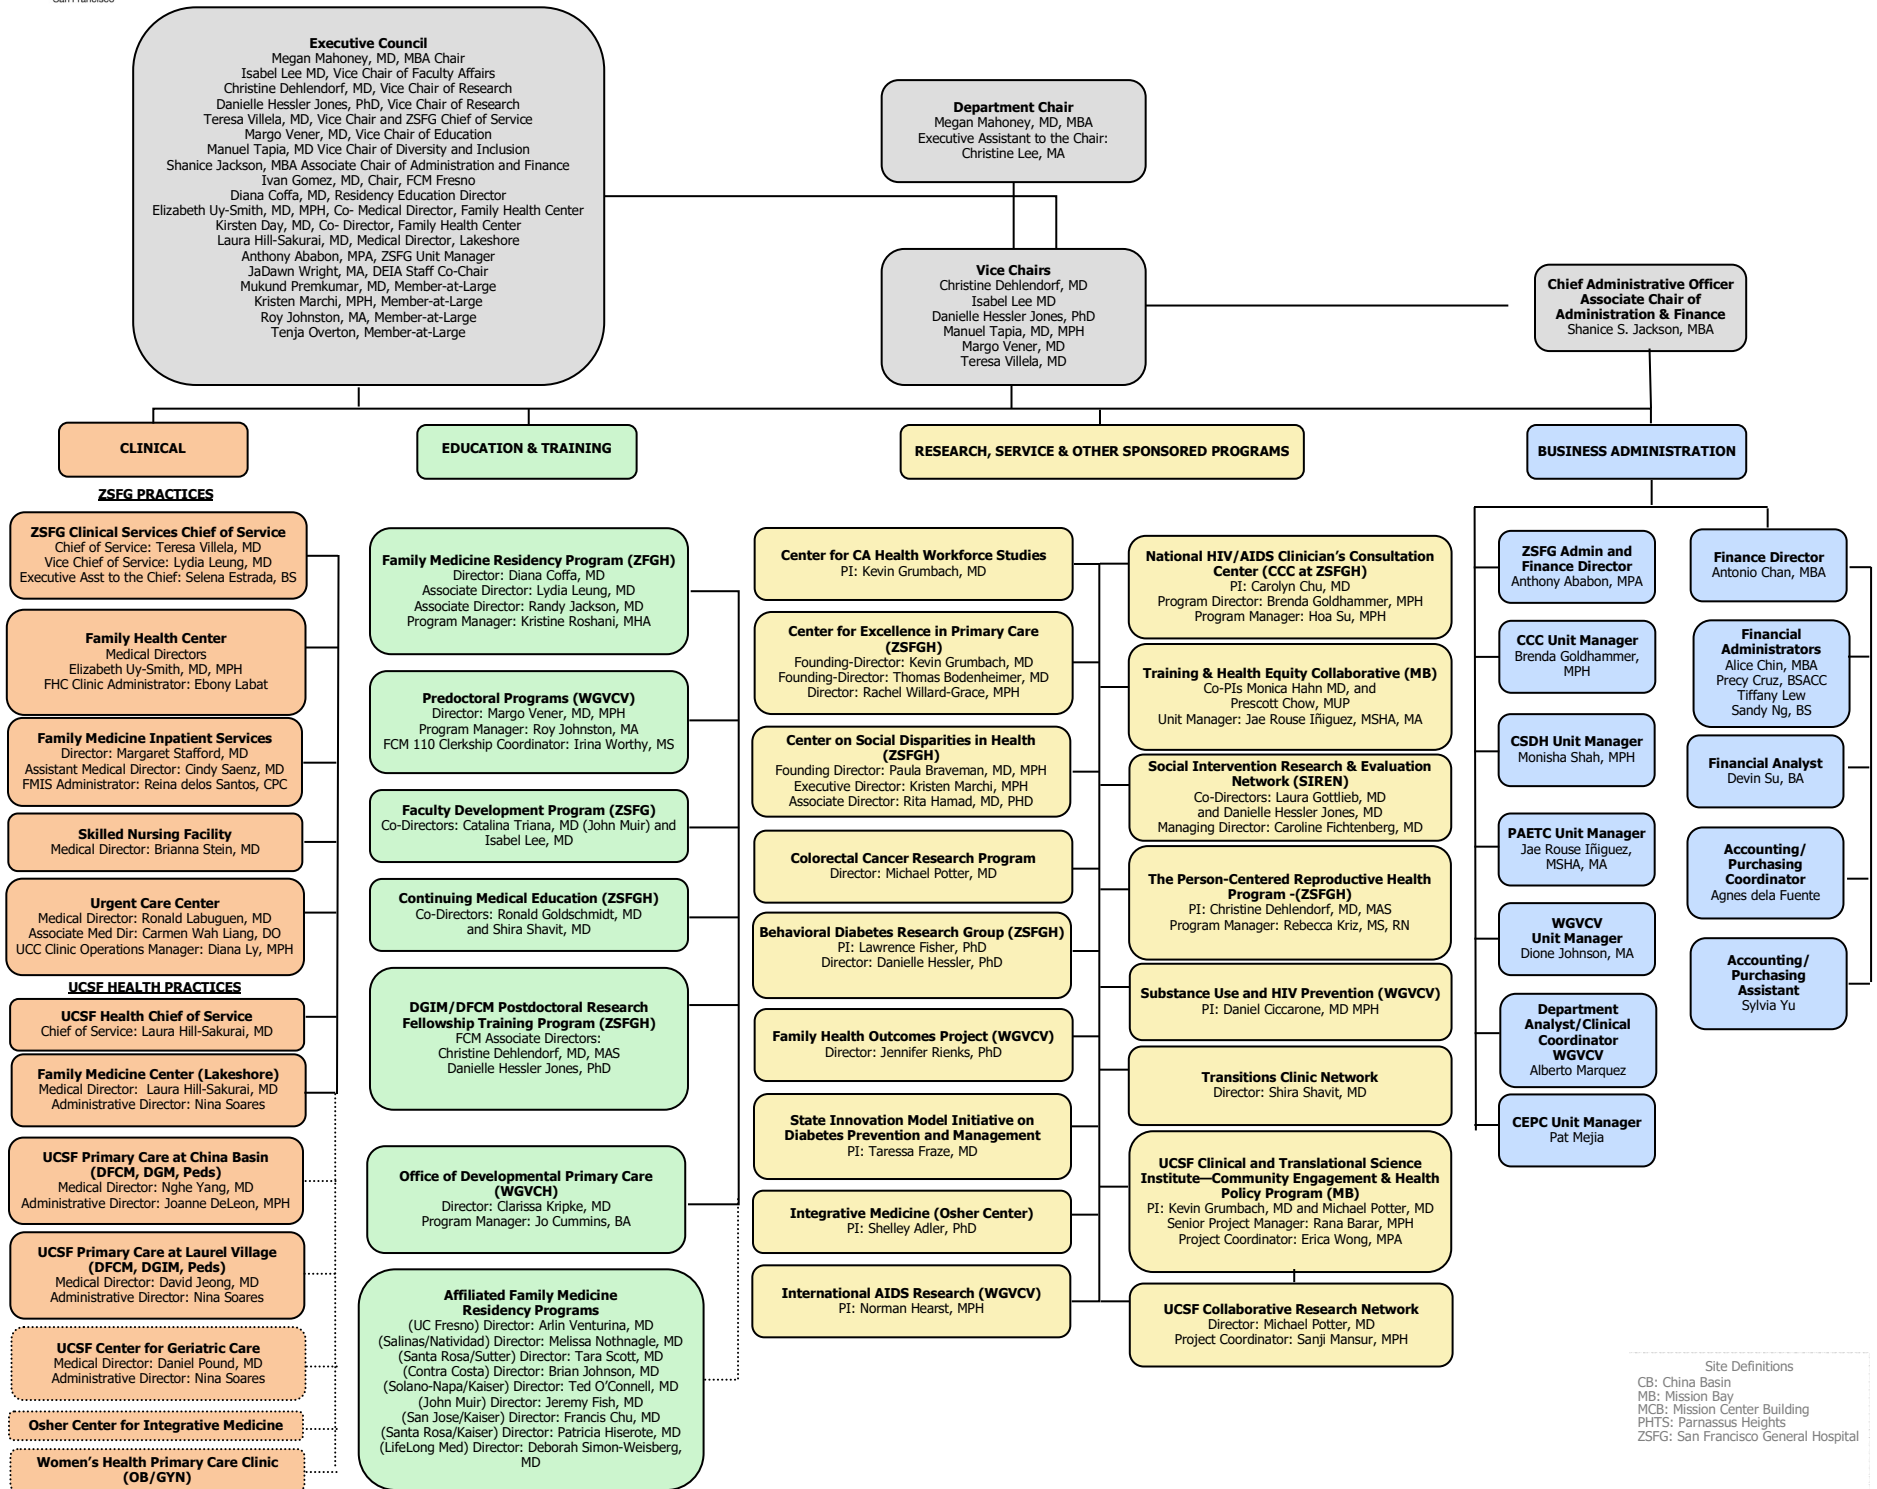 San Francisco
Executive Council
Megan Mahoney, MD, MBA Chair
Isabel Lee MD, Vice Chair of Faculty Affairs
Christine Dehlendorf, MD, Vice Chair of Research
Danielle Hessler Jones, PhD, Vice Chair of Research
Teresa Villela, MD, Vice Chair and ZSFG Chief of Service
Margo Vener, MD, Vice Chair of Education
Manuel Tapia, MD Vice Chair of Diversity and Inclusion
Shanice Jackson, MBA Associate Chair of Administration and Finance
Ivan Gomez, MD, Chair, FCM Fresno
Diana Coffa, MD, Residency Education Director
Elizabeth Uy-Smith, MD, MPH, Co- Medical Director, Family Health Center
Kirsten Day, MD, Co- Director, Family Health Center
Laura Hill-Sakurai, MD, Medical Director, Lakeshore
Anthony Ababon, MPA, ZSFG Unit Manager
JaDawn Wright, MA, DEIA Staff Co-Chair
Mukund Premkumar, MD, Member-at-Large
Kristen Marchi, MPH, Member-at-Large
Roy Johnston, MA, Member-at-Large
Tenja Overton, Member-at-Large
Department Chair
Megan Mahoney, MD, MBA
Executive Assistant to the Chair:
Christine Lee, MA
Vice Chairs
Christine Dehlendorf, MD
Isabel Lee MD
Danielle Hessler Jones, PhD
Manuel Tapia, MD, MPH
Margo Vener, MD
Teresa Villela, MD
Chief Administrative Officer
Associate Chair of
Administration & Finance
Shanice S. Jackson, MBA
CLINICAL
ZSFG PRACTICES
ZSFG Clinical Services Chief of Service
Chief of Service: Teresa Villela, MD
Vice Chief of Service: Lydia Leung, MD
Executive Asst to the Chief: Selena Estrada, BS
Family Health Center
Medical Directors
Elizabeth Uy-Smith, MD, MPH
FHC Clinic Administrator: Ebony Labat
Family Medicine Inpatient Services
Director: Margaret Stafford, MD
Assistant Medical Director: Cindy Saenz, MD
FMIS Administrator: Reina delos Santos, CPC
Skilled Nursing Facility
Medical Director: Brianna Stein, MD
Urgent Care Center
Medical Director: Ronald Labuguen, MD
Associate Med Dir: Carmen Wah Liang, DO
UCC Clinic Operations Manager: Diana Ly, MPH
UCSF HEALTH PRACTICES
UCSF Health Chief of Service
Chief of Service: Laura Hill-Sakurai, MD
Family Medicine Center (Lakeshore)
Medical Director:  Laura Hill-Sakurai, MD
Administrative Director: Nina Soares
UCSF Primary Care at China Basin
(DFCM, DGM, Peds)
Medical Director: Nghe Yang, MD
Administrative Director: Joanne DeLeon, MPH
UCSF Primary Care at Laurel Village
(DFCM, DGIM, Peds)
Medical Director: David Jeong, MD
Administrative Director: Nina Soares
UCSF Center for Geriatric Care
Medical Director: Daniel Pound, MD
Administrative Director: Nina Soares
Osher Center for Integrative Medicine
Women's Health Primary Care Clinic
(OB/GYN)
EDUCATION & TRAINING
Family Medicine Residency Program (ZFGH)
Director: Diana Coffa, MD
Associate Director: Lydia Leung, MD
Associate Director: Randy Jackson, MD
Program Manager: Kristine Roshani, MHA
Predoctoral Programs (WGVCV)
Director: Margo Vener, MD, MPH
Program Manager: Roy Johnston, MA
FCM 110 Clerkship Coordinator: Irina Worthy, MS
Faculty Development Program (ZSFG)
Co-Directors: Catalina Triana, MD (John Muir) and
Isabel Lee, MD
Continuing Medical Education (ZSFGH)
Co-Directors: Ronald Goldschmidt, MD
and Shira Shavit, MD
DGIM/DFCM Postdoctoral Research
Fellowship Training Program (ZSFGH)
FCM Associate Directors:
Christine Dehlendorf, MD, MAS
Danielle Hessler Jones, PhD
Office of Developmental Primary Care
(WGVCH)
Director: Clarissa Kripke, MD
Program Manager: Jo Cummins, BA
Affiliated Family Medicine
Residency Programs
(UC Fresno) Director: Arlin Venturina, MD
(Salinas/Natividad) Director: Melissa Nothnagle, MD
(Santa Rosa/Sutter) Director: Tara Scott, MD
(Contra Costa) Director: Brian Johnson, MD
(Solano-Napa/Kaiser) Director: Ted O'Connell, MD
(John Muir) Director: Jeremy Fish, MD
(San Jose/Kaiser) Director: Francis Chu, MD
(Santa Rosa/Kaiser) Director: Patricia Hiserote, MD
(LifeLong Med) Director: Deborah Simon-Weisberg,
MD
RESEARCH, SERVICE & OTHER SPONSORED PROGRAMS
Center for CA Health Workforce Studies
PI: Kevin Grumbach, MD
Center for Excellence in Primary Care
(ZSFGH)
Founding-Director: Kevin Grumbach, MD
Founding-Director: Thomas Bodenheimer, MD
Director: Rachel Willard-Grace, MPH
Center on Social Disparities in Health
(ZSFGH)
Founding Director: Paula Braveman, MD, MPH
Executive Director: Kristen Marchi, MPH
Associate Director: Rita Hamad, MD, PHD
Colorectal Cancer Research Program
Director: Michael Potter, MD
Behavioral Diabetes Research Group (ZSFGH)
PI: Lawrence Fisher, PhD
Director: Danielle Hessler, PhD
Family Health Outcomes Project (WGVCV)
Director: Jennifer Rienks, PhD
State Innovation Model Initiative on
Diabetes Prevention and Management
PI: Taressa Fraze, MD
Integrative Medicine (Osher Center)
PI: Shelley Adler, PhD
International AIDS Research (WGVCV)
PI: Norman Hearst, MPH
National HIV/AIDS Clinician's Consultation
Center (CCC at ZSFGH)
PI: Carolyn Chu, MD
Program Director: Brenda Goldhammer, MPH
Program Manager: Hoa Su, MPH
Training & Health Equity Collaborative (MB)
Co-PIs Monica Hahn MD, and
Prescott Chow, MUP
Unit Manager: Jae Rouse Iñiguez, MSHA, MA
Social Intervention Research & Evaluation
Network (SIREN)
Co-Directors: Laura Gottlieb, MD
and Danielle Hessler Jones, MD
Managing Director: Caroline Fichtenberg, MD
The Person-Centered Reproductive Health
Program -(ZSFGH)
PI: Christine Dehlendorf, MD, MAS
Program Manager: Rebecca Kriz, MS, RN
Substance Use and HIV Prevention (WGVCV)
PI: Daniel Ciccarone, MD MPH
Transitions Clinic Network
Director: Shira Shavit, MD
UCSF Clinical and Translational Science
Institute—Community Engagement & Health
Policy Program (MB)
PI: Kevin Grumbach, MD and Michael Potter, MD
Senior Project Manager: Rana Barar, MPH
Project Coordinator: Erica Wong, MPA
UCSF Collaborative Research Network
Director: Michael Potter, MD
Project Coordinator: Sanji Mansur, MPH
BUSINESS ADMINISTRATION
ZSFG Admin and
Finance Director
Anthony Ababon, MPA
CCC Unit Manager
Brenda Goldhammer,
MPH
CSDH Unit Manager
Monisha Shah, MPH
PAETC Unit Manager
Jae Rouse Iñiguez,
MSHA, MA
WGVCV
Unit Manager
Dione Johnson, MA
Department
Analyst/Clinical
Coordinator
WGVCV
Alberto Marquez
CEPC Unit Manager
Pat Mejia
Finance Director
Antonio Chan, MBA
Financial
Administrators
Alice Chin, MBA
Precy Cruz, BSACC
Tiffany Lew
Sandy Ng, BS
Financial Analyst
Devin Su, BA
Accounting/
Purchasing
Coordinator
Agnes dela Fuente
Accounting/
Purchasing
Assistant
Sylvia Yu
Site Definitions
CB: China Basin
MB: Mission Bay
MCB: Mission Center Building
PHTS: Parnassus Heights
ZSFG: San Francisco General Hospital